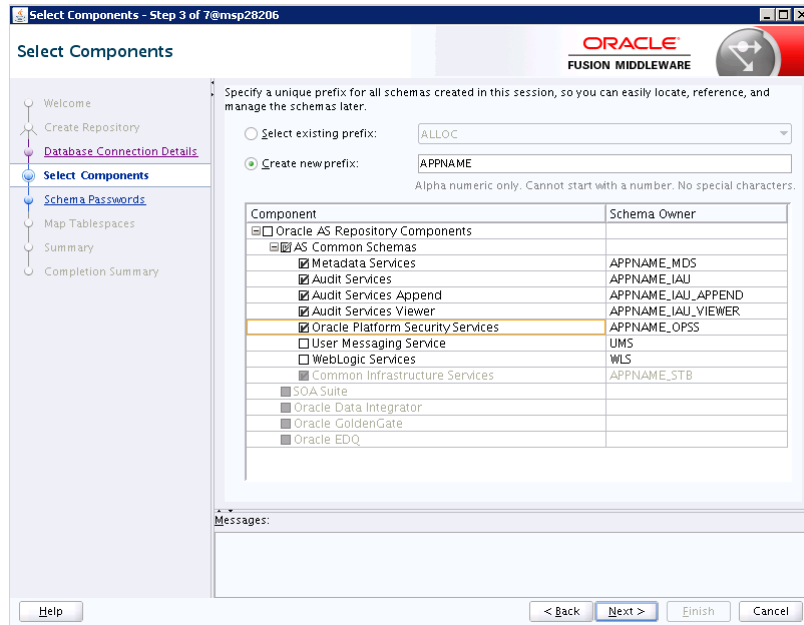 Select Components - Step 3 of 7@msp28206
Select Components
ORACLE
FUSION MIDDLEWARE
Welcome
Create Repository
Database Connection Details
Select Components
Schema Passwords
Map Tablespaces
Summary
Completion Summary
Specify a unique prefix for all schemas created in this session, so you can easily locate, reference, and
manage the schemas later.
Select existing prefix: ALLOC
Create new prefix: APPNAME
Alpha numeric only. Cannot start with a number. No special characters.
Component Schema Owner
Oracle AS Repository Components
AS Common Schemas
Metadata Services APPNAME_MDS
Audit Services APPNAME_IAU
Audit Services Append APPNAME_IAU_APPEND
Audit Services Viewer APPNAME_IAU_VIEWER
Oracle Platform Security Services APPNAME_OPSS
User Messaging Service UMS
WebLogic Services WLS
Common Infrastructure Services APPNAME_STB
SOA Suite
Oracle Data Integrator
Oracle GoldenGate
Oracle EDQ
Messages:
Help < Back Next > Finish Cancel